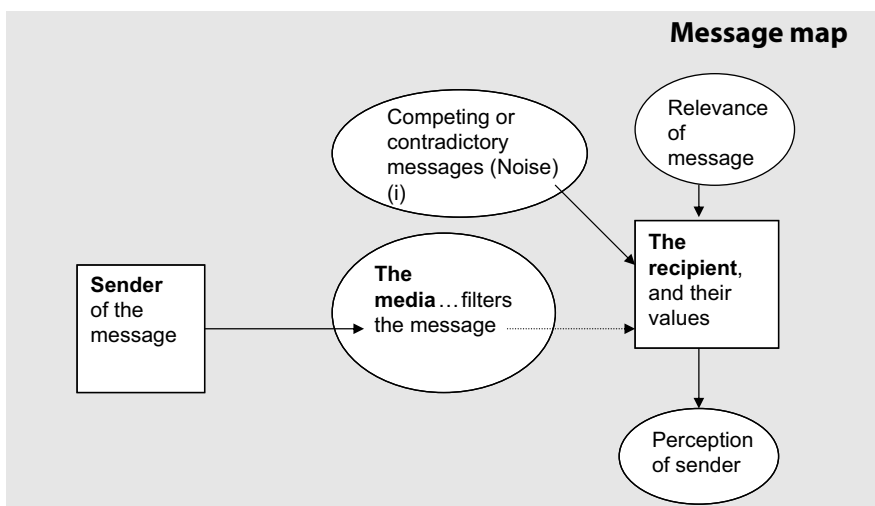 Message map
Competing or
contradictory
messages (Noise)
(i)
Relevance
of
message
Sender
of the
message
The
media…filters
the message
The
recipient,
and their
values
Perception
of sender